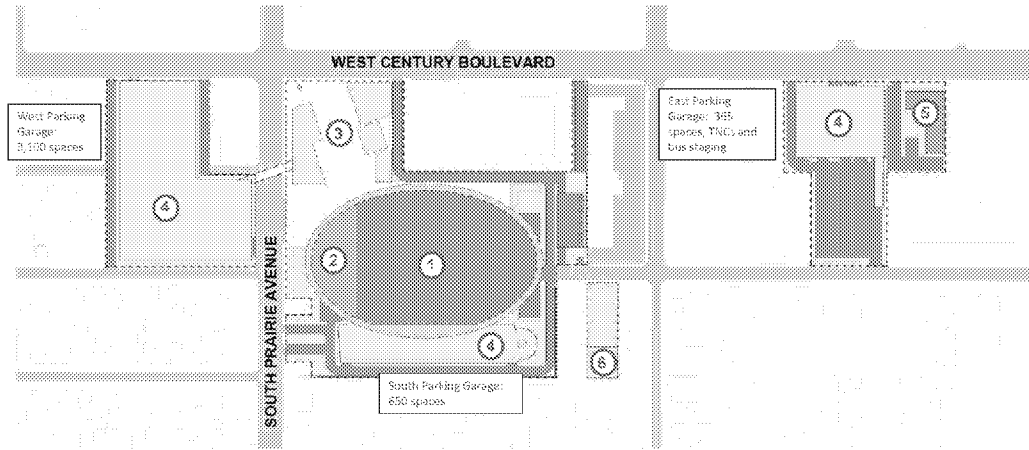 WEST CENTURY BOULEVARD
West Parking
Garage:
3,100 spaces
East Parking
Garage: 365
spaces, TNCs and
bus staging
3
4
5
4
SOUTH PRAIRIE AVENUE
2
1
4
6
South Parking Garage:
650 spaces